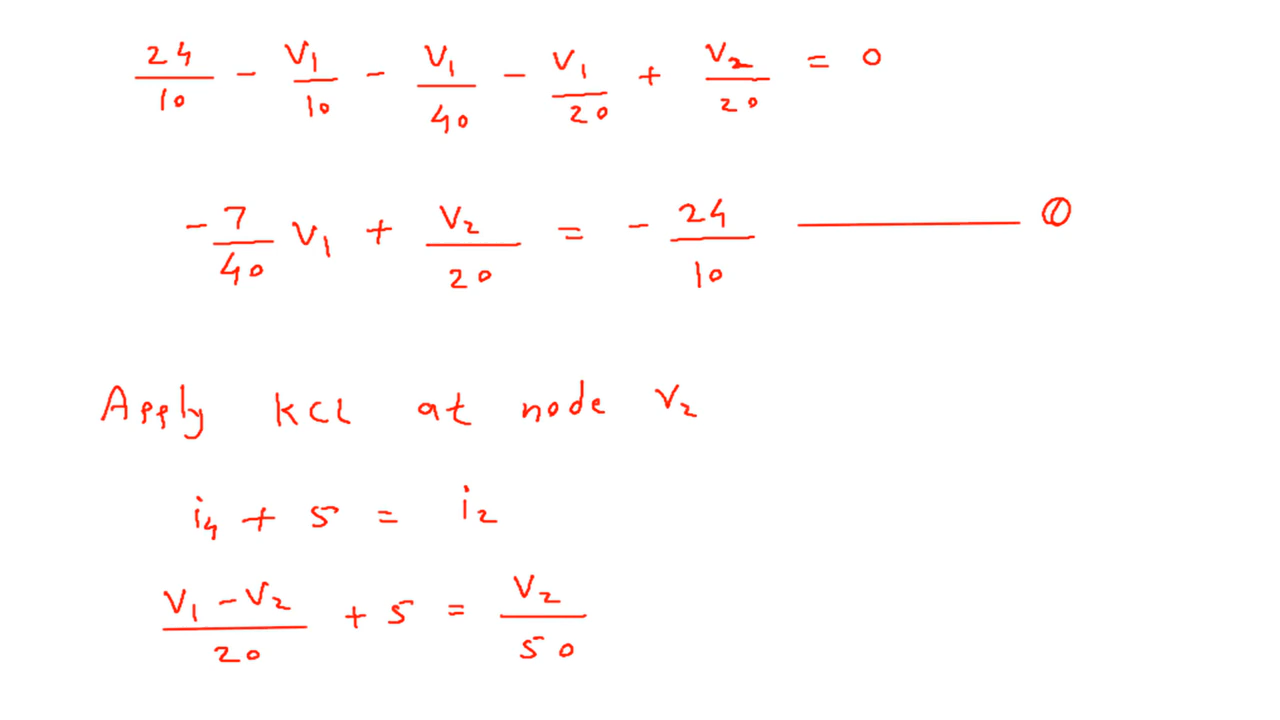 24/10 - V1/10 - V1/40 - V1/20 + V2/20 = 0
-7/40 V1 + V2/20 = -24/10 ——— ①
Apply KCL at node V2
i4 + 5 = i2
V1 - V2/20 + 5 = V2/50